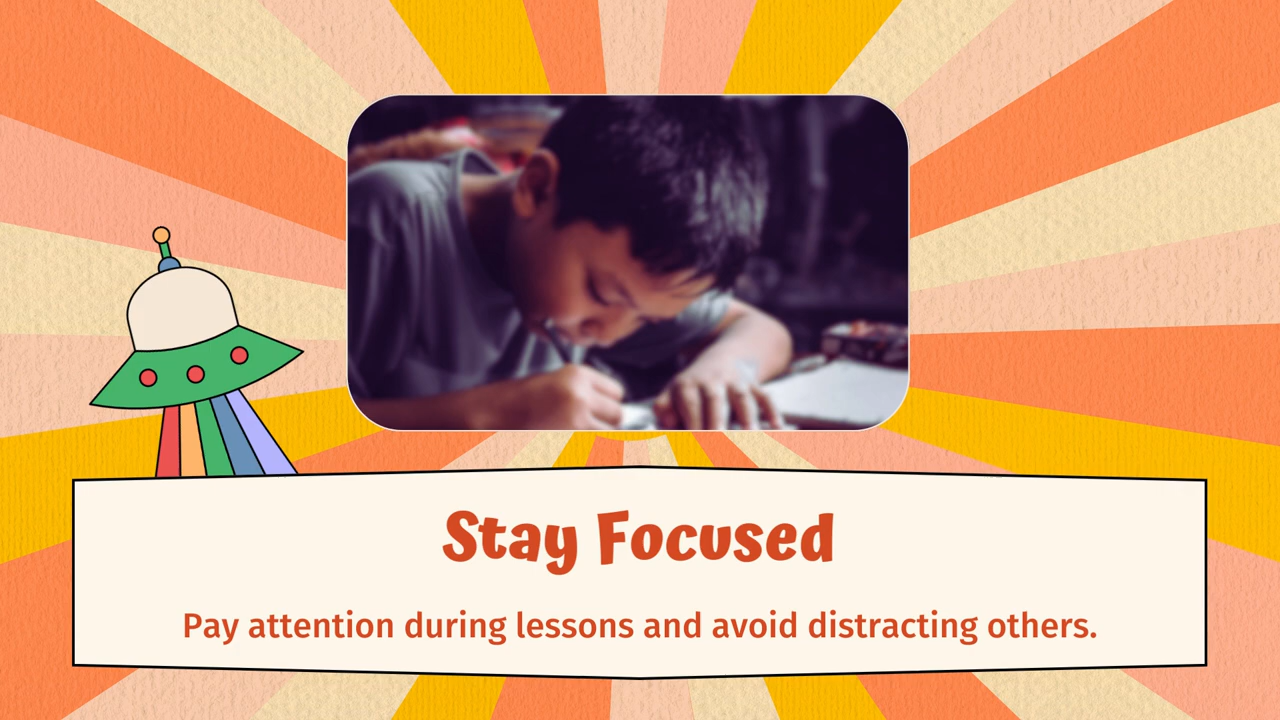 Stay Focused
Pay attention during lessons and avoid distracting others.